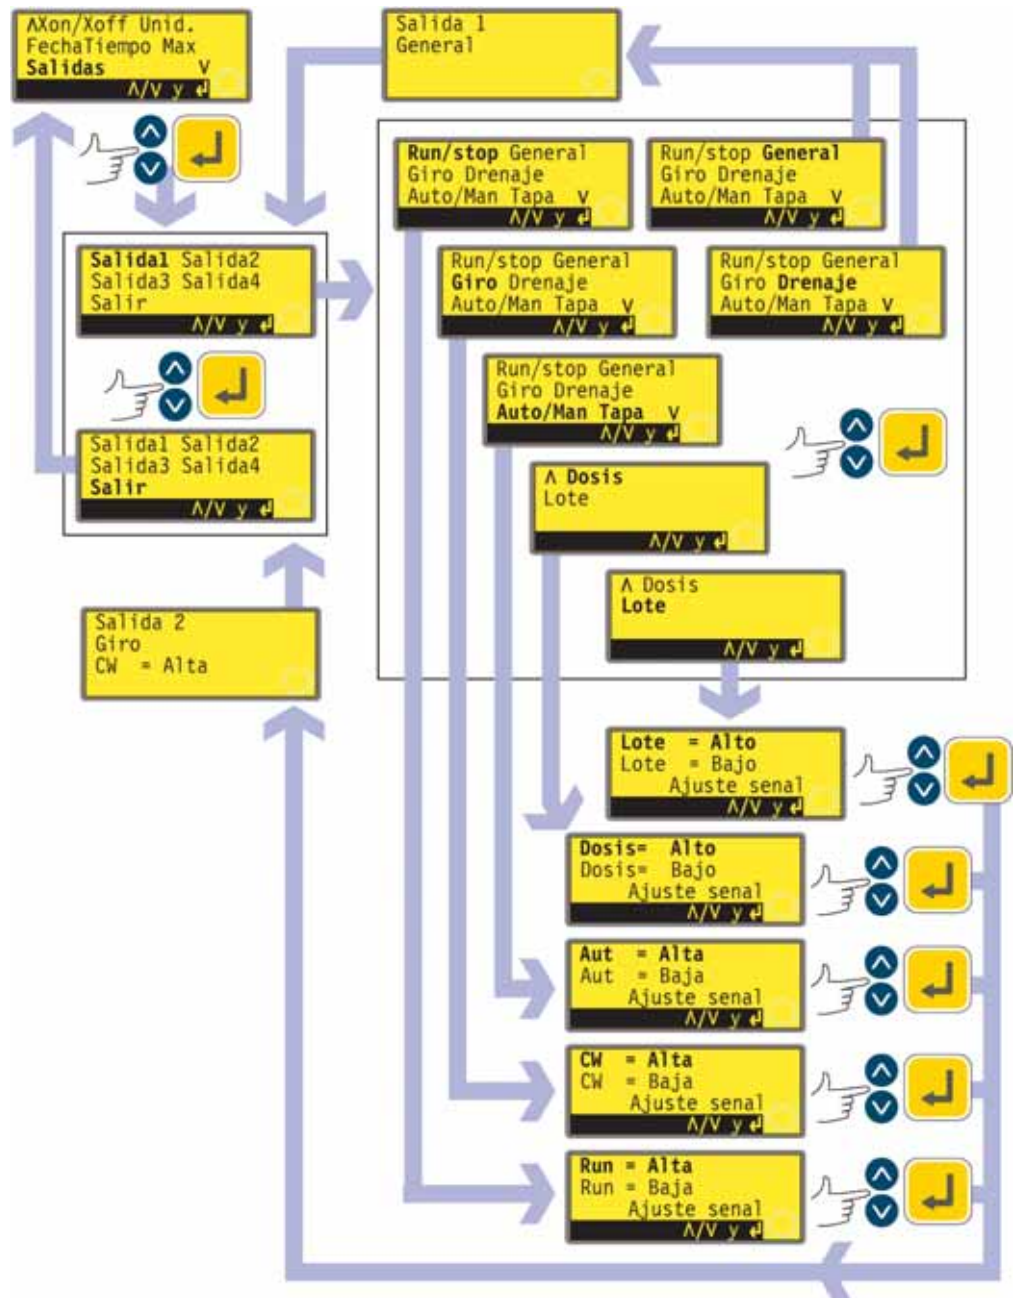 ΛXon/Xoff Unid.
FechaTiempo Max
Salidas V
Λ/V y ↲
Salida 1
General
Run/stop General
Giro Drenaje
Auto/Man Tapa V
Λ/V y ↲
Run/stop General
Giro Drenaje
Auto/Man Tapa V
Λ/V y ↲
Salida1 Salida2
Salida3 Salida4
Salir
Λ/V y ↲
Run/stop General
Giro Drenaje
Auto/Man Tapa V
Λ/V y ↲
Run/stop General
Giro Drenaje
Auto/Man Tapa V
Λ/V y ↲
Run/stop General
Giro Drenaje
Auto/Man Tapa V
Λ/V y ↲
Salida1 Salida2
Salida3 Salida4
Salir
Λ/V y ↲
Λ Dosis
Lote
Λ/V y ↲
Λ Dosis
Lote
Λ/V y ↲
Salida 2
Giro
CW = Alta
Lote = Alto
Lote = Bajo
Ajuste senal
Λ/V y ↲
Dosis= Alto
Dosis= Bajo
Ajuste senal
Λ/V y ↲
Aut = Alta
Aut = Baja
Ajuste senal
Λ/V y ↲
CW = Alta
CW = Baja
Ajuste senal
Λ/V y ↲
Run = Alta
Run = Baja
Ajuste senal
Λ/V y ↲